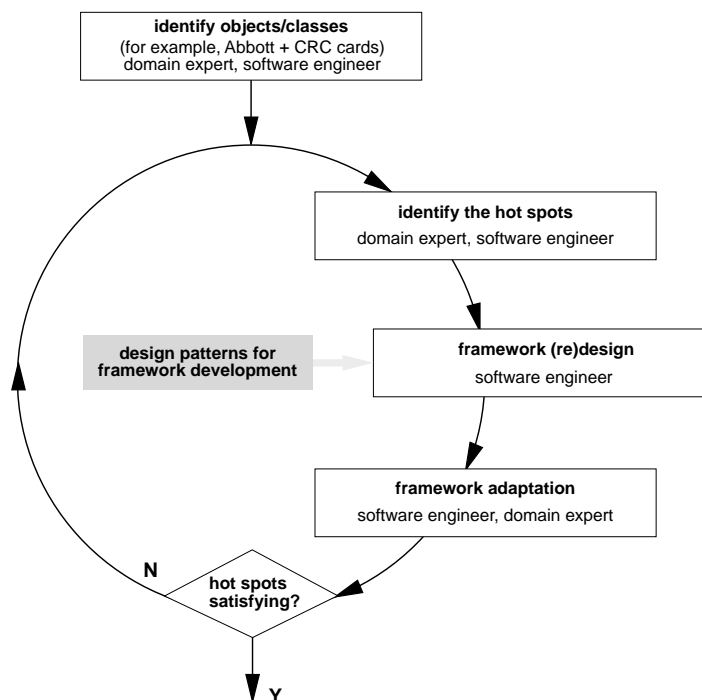 identify objects/classes
(for example, Abbott + CRC cards)
domain expert, software engineer
identify the hot spots
domain expert, software engineer
design patterns for
framework development
framework (re)design
software engineer
framework adaptation
software engineer, domain expert
N
hot spots
satisfying?
Y